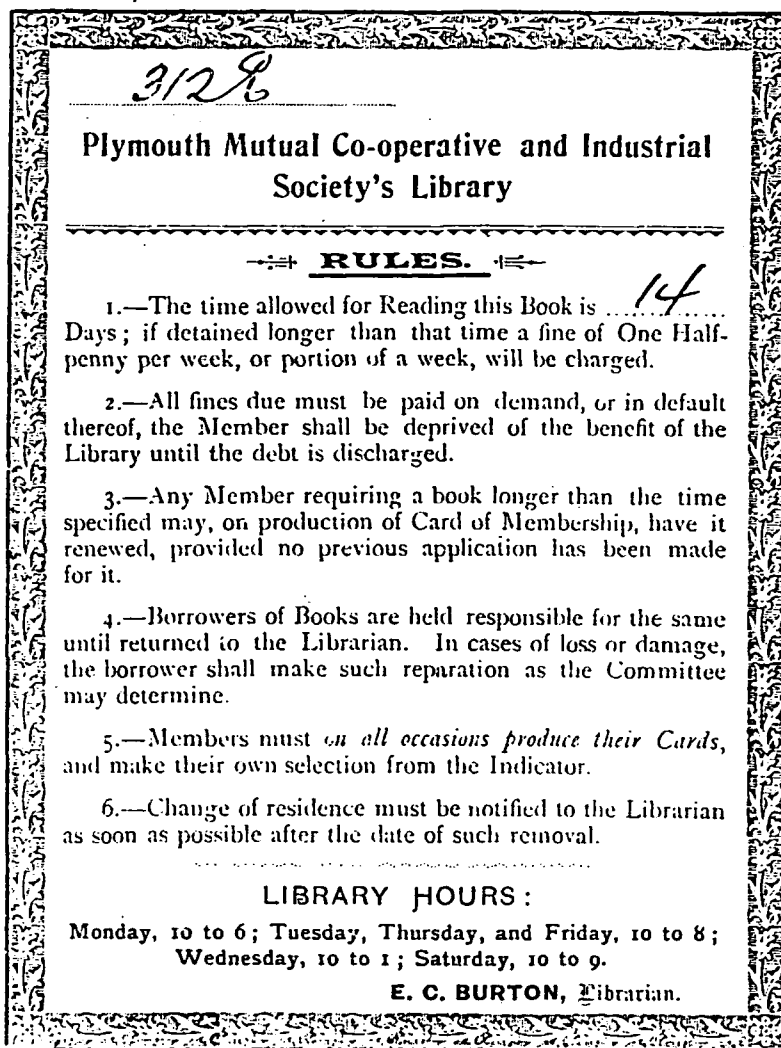 312R
Plymouth Mutual Co-operative and Industrial
Society's Library
RULES.
1.—The time allowed for Reading this Book is ...14...
Days; if detained longer than that time a fine of One Half-
penny per week, or portion of a week, will be charged.
2.—All fines due must be paid on demand, or in default
thereof, the Member shall be deprived of the benefit of the
Library until the debt is discharged.
3.—Any Member requiring a book longer than the time
specified may, on production of Card of Membership, have it
renewed, provided no previous application has been made
for it.
4.—Borrowers of Books are held responsible for the same
until returned to the Librarian. In cases of loss or damage,
the borrower shall make such reparation as the Committee
may determine.
5.—Members must on all occasions produce their Cards,
and make their own selection from the Indicator.
6.—Change of residence must be notified to the Librarian
as soon as possible after the date of such removal.
LIBRARY HOURS:
Monday, 10 to 6; Tuesday, Thursday, and Friday, 10 to 8;
Wednesday, 10 to 1; Saturday, 10 to 9.
E. C. BURTON, Librarian.